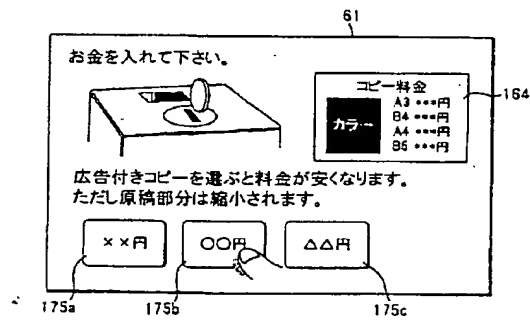 61
お金を入れて下さい。
コピー料金
164
カラー
A3 ***円
B4 ***円
A4 ***円
B5 ***円
広告付きコピーを選ぶと料金が安くなります。
ただし原稿部分は縮小されます。
××円
○○円
△△円
175a
175b
175c